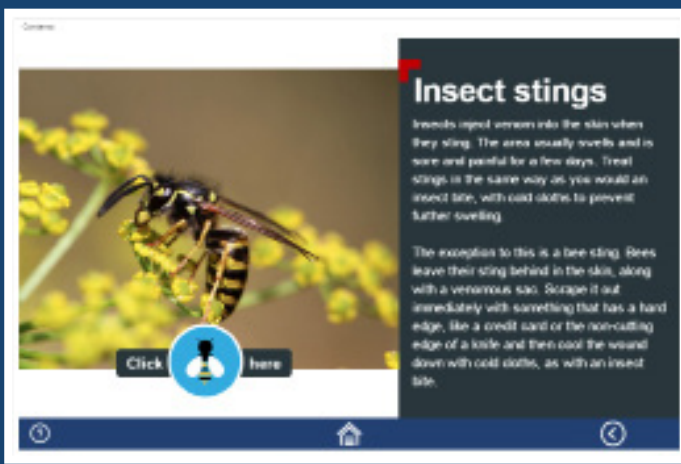 Contents
Insect stings
Insects inject venom into the skin when
they sting. The area usually swells and is
sore and painful for a few days. Treat
stings in the same way as you would an
insect bite, with cold cloths to prevent
further swelling.
The exception to this is a bee sting. Bees
leave their sting behind in the skin, along
with a venomous sac. Scrape it out
immediately with something that has a hard
edge, like a credit card or the non-cutting
edge of a knife and then cool the wound
down with cold cloths, as with an insect
bite.
Click here